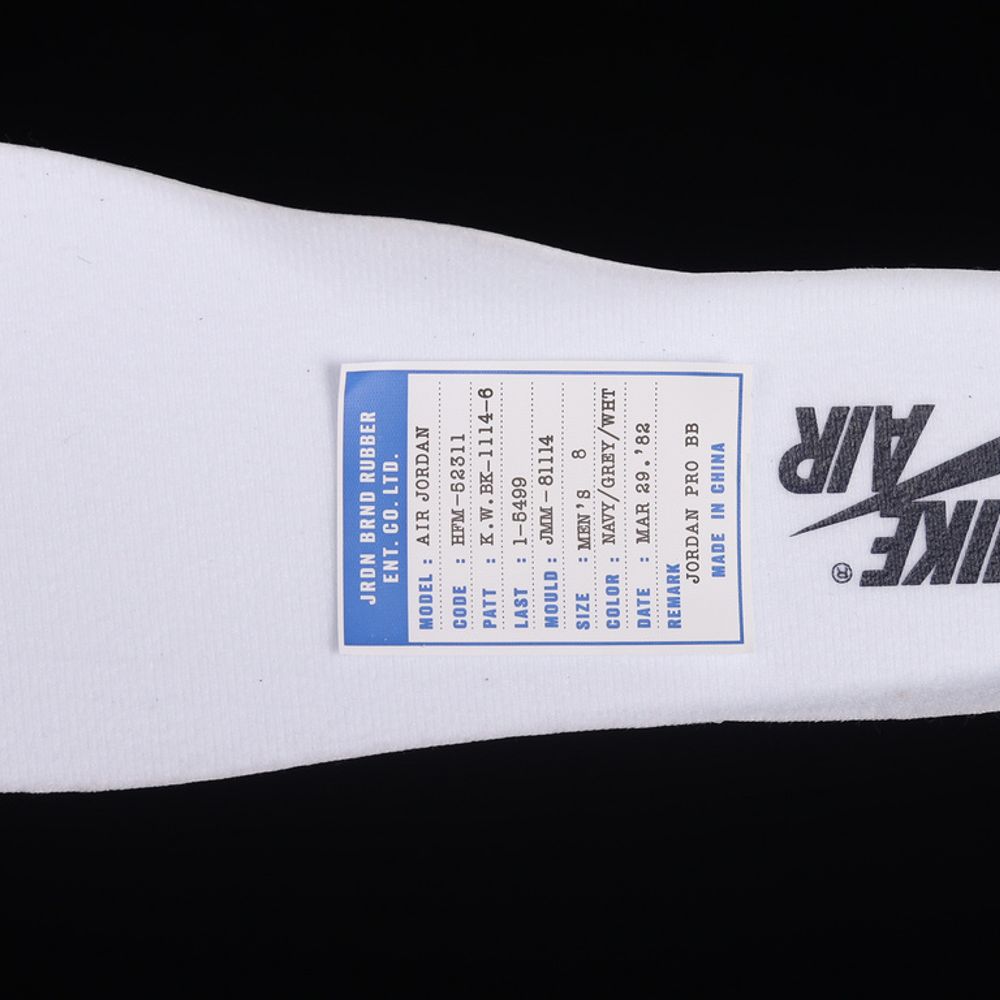 JRDN BRND RUBBER
ENT. CO. LTD.
MODEL : AIR JORDAN
CODE : HFM-52311
PATT : K.W.BK-1114-6
LAST : 1-5499
MOULD : JMM-81114
SIZE : MEN'S 8
COLOR : NAVY/GREY/WHT
DATE : MAR 29.'82
REMARK
JORDAN PRO BB
MADE IN CHINA
NIKE ®
AIR